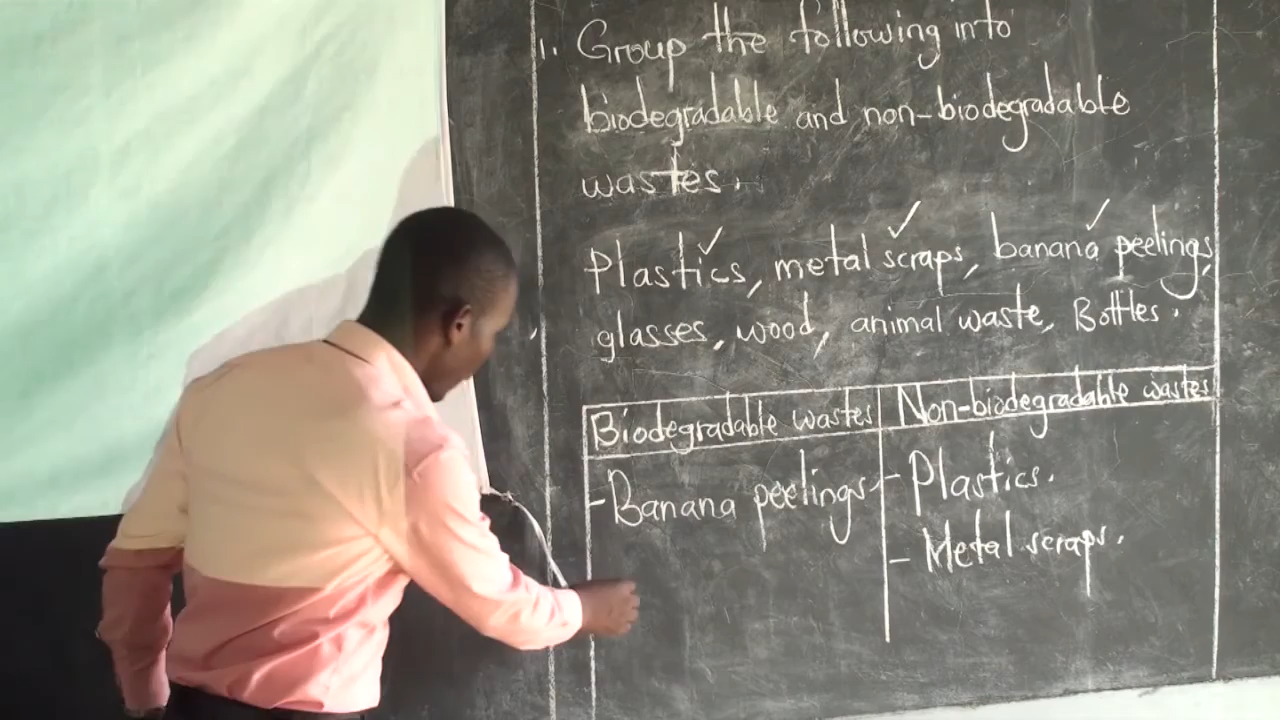 1. Group the following into
biodegradable and non-biodegradable
wastes.
Plastics, metal scraps, banana peelings,
glasses, wood, animal waste, Bottles.
Biodegradable wastes Non-biodegradable wastes
-Banana peelings - Plastics.
- Metal scraps.